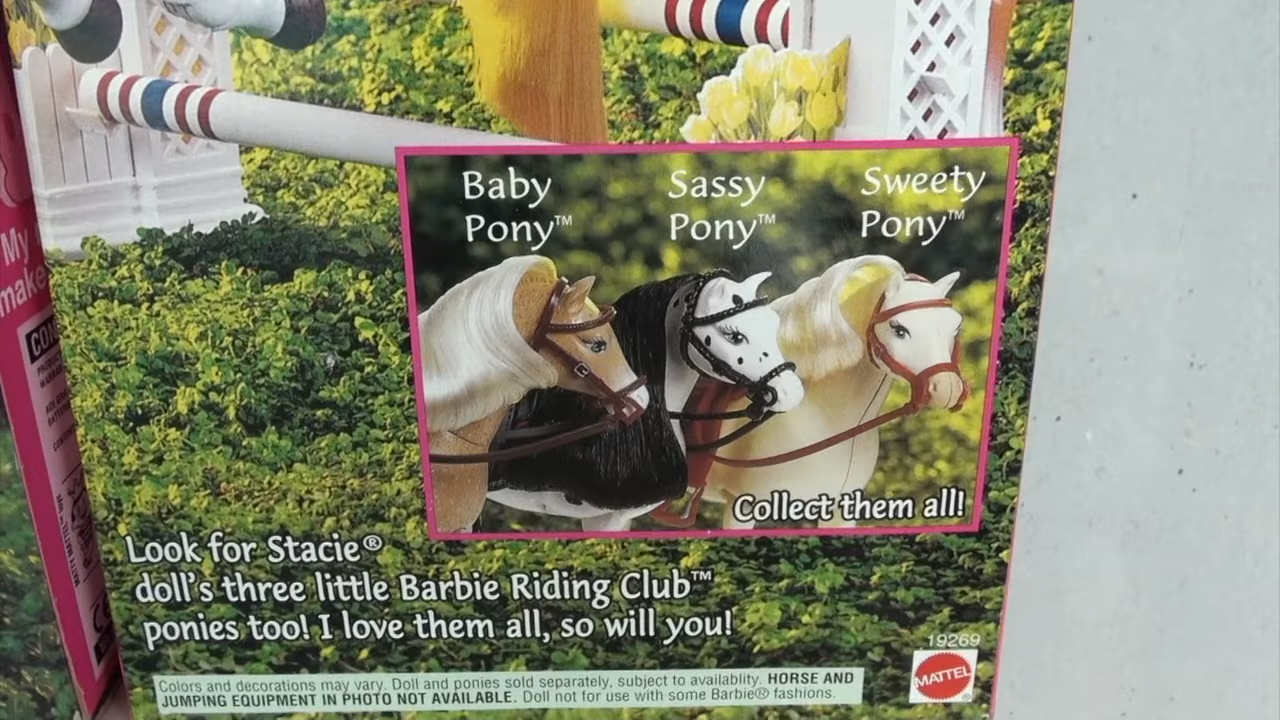 Baby
Pony™
Sassy
Pony™
Sweety
Pony™
Collect them all!
My
make
CON
Look for Stacie®
doll's three little Barbie Riding Club™
ponies too! I love them all, so will you!
19269
MATTEL
Colors and decorations may vary. Doll and ponies sold separately, subject to availablity. HORSE AND
JUMPING EQUIPMENT IN PHOTO NOT AVAILABLE. Doll not for use with some Barbie® fashions.